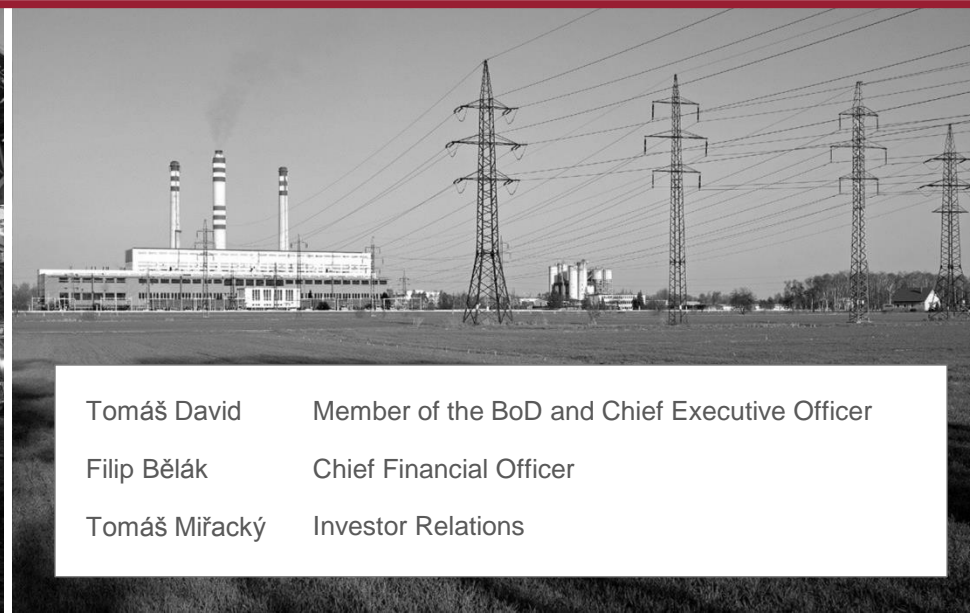 Tomáš David Member of the BoD and Chief Executive Officer
Filip Bělák Chief Financial Officer
Tomáš Miřacký Investor Relations